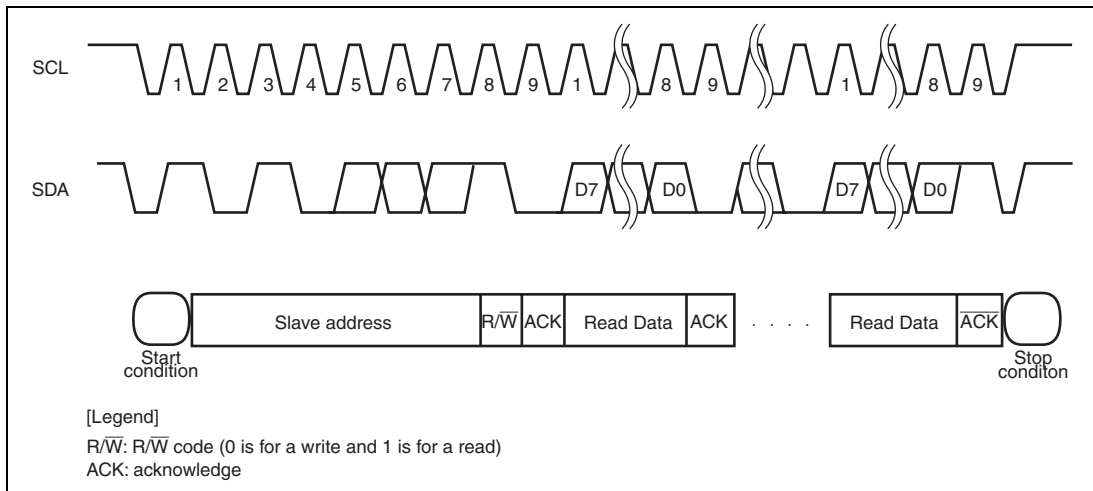 SCL
1 2 3 4 5 6 7 8 9 1 8 9 1 8 9
SDA
D7 D0 D7 D0
Slave address R/W̅ ACK Read Data ACK . . . . Read Data A̅C̅K̅
Start
condition
Stop
conditon
[Legend]
R/W̅: R/W̅ code (0 is for a write and 1 is for a read)
ACK: acknowledge